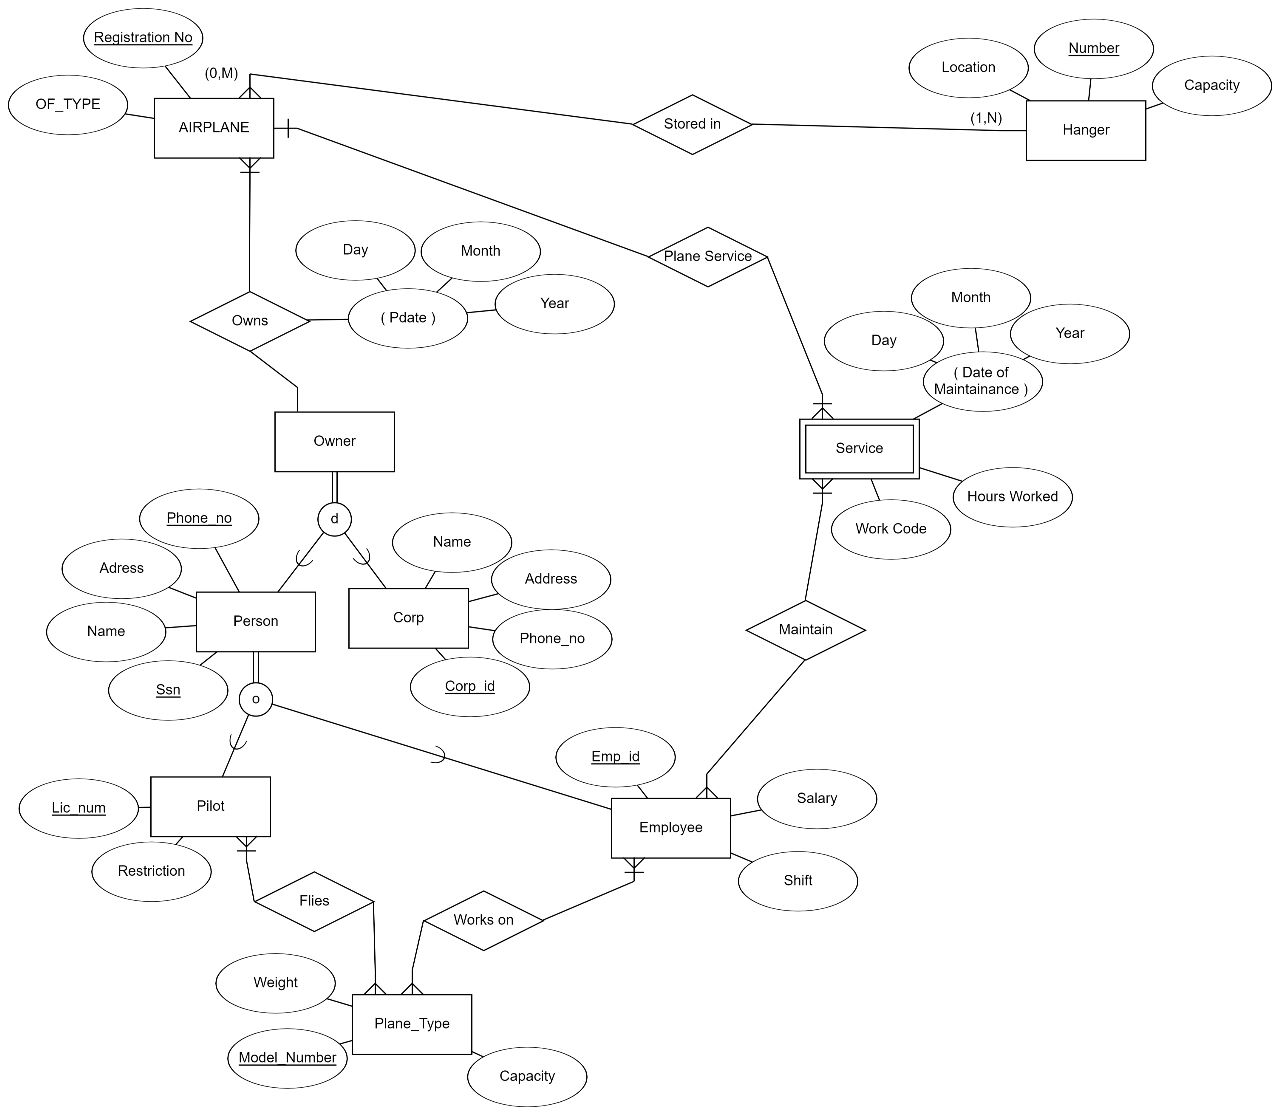 Registration No
(0,M)
OF_TYPE
AIRPLANE
Stored in
(1,N)
Location
Number
Capacity
Hanger
Plane Service
Day
Month
( Pdate )
Year
Owns
Month
Day
Year
( Date of
Maintainance )
Owner
Service
Hours Worked
Work Code
d
Phone_no
Adress
Name
Ssn
Person
Name
Address
Corp
Phone_no
Corp_id
Maintain
o
Emp_id
Salary
Employee
Shift
Lic_num
Pilot
Restriction
Flies
Works on
Weight
Plane_Type
Model_Number
Capacity